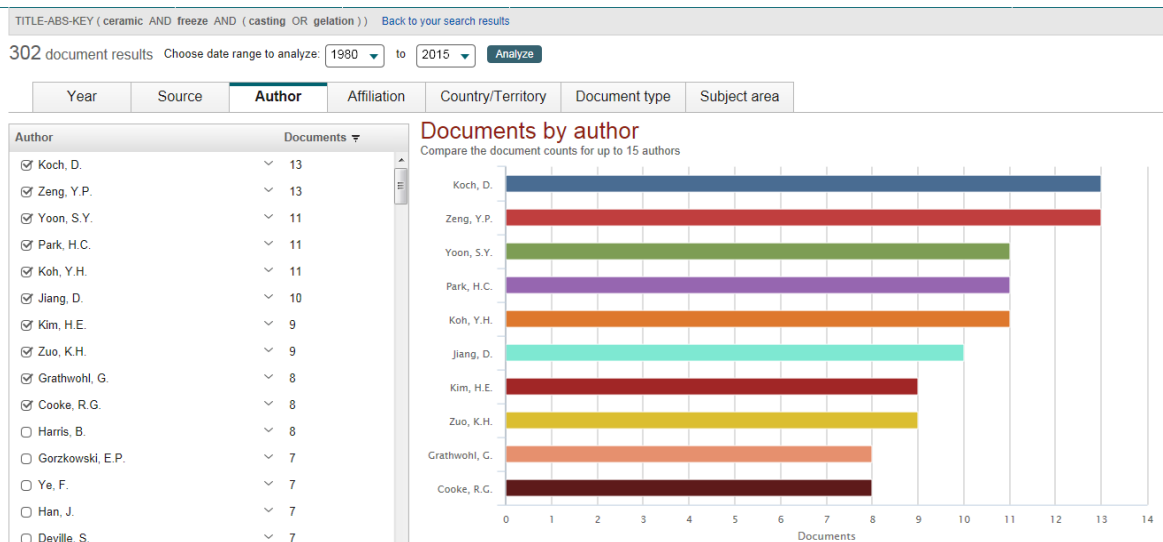 TITLE-ABS-KEY ( ceramic AND freeze AND ( casting OR gelation ) ) Back to your search results
302 document results Choose date range to analyze: 1980 to 2015 Analyze
Year Source Author Affiliation Country/Territory Document type Subject area
Author Documents
Koch, D. 13
Zeng, Y.P. 13
Yoon, S.Y. 11
Park, H.C. 11
Koh, Y.H. 11
Jiang, D. 10
Kim, H.E. 9
Zuo, K.H. 9
Grathwohl, G. 8
Cooke, R.G. 8
Harris, B. 8
Gorzkowski, E.P. 7
Ye, F. 7
Han, J. 7
Deville, S. 7
Documents by author
Compare the document counts for up to 15 authors
Koch, D.
Zeng, Y.P.
Yoon, S.Y.
Park, H.C.
Koh, Y.H.
Jiang, D.
Kim, H.E.
Zuo, K.H.
Grathwohl, G.
Cooke, R.G.
0 1 2 3 4 5 6 7 8 9 10 11 12 13 14
Documents